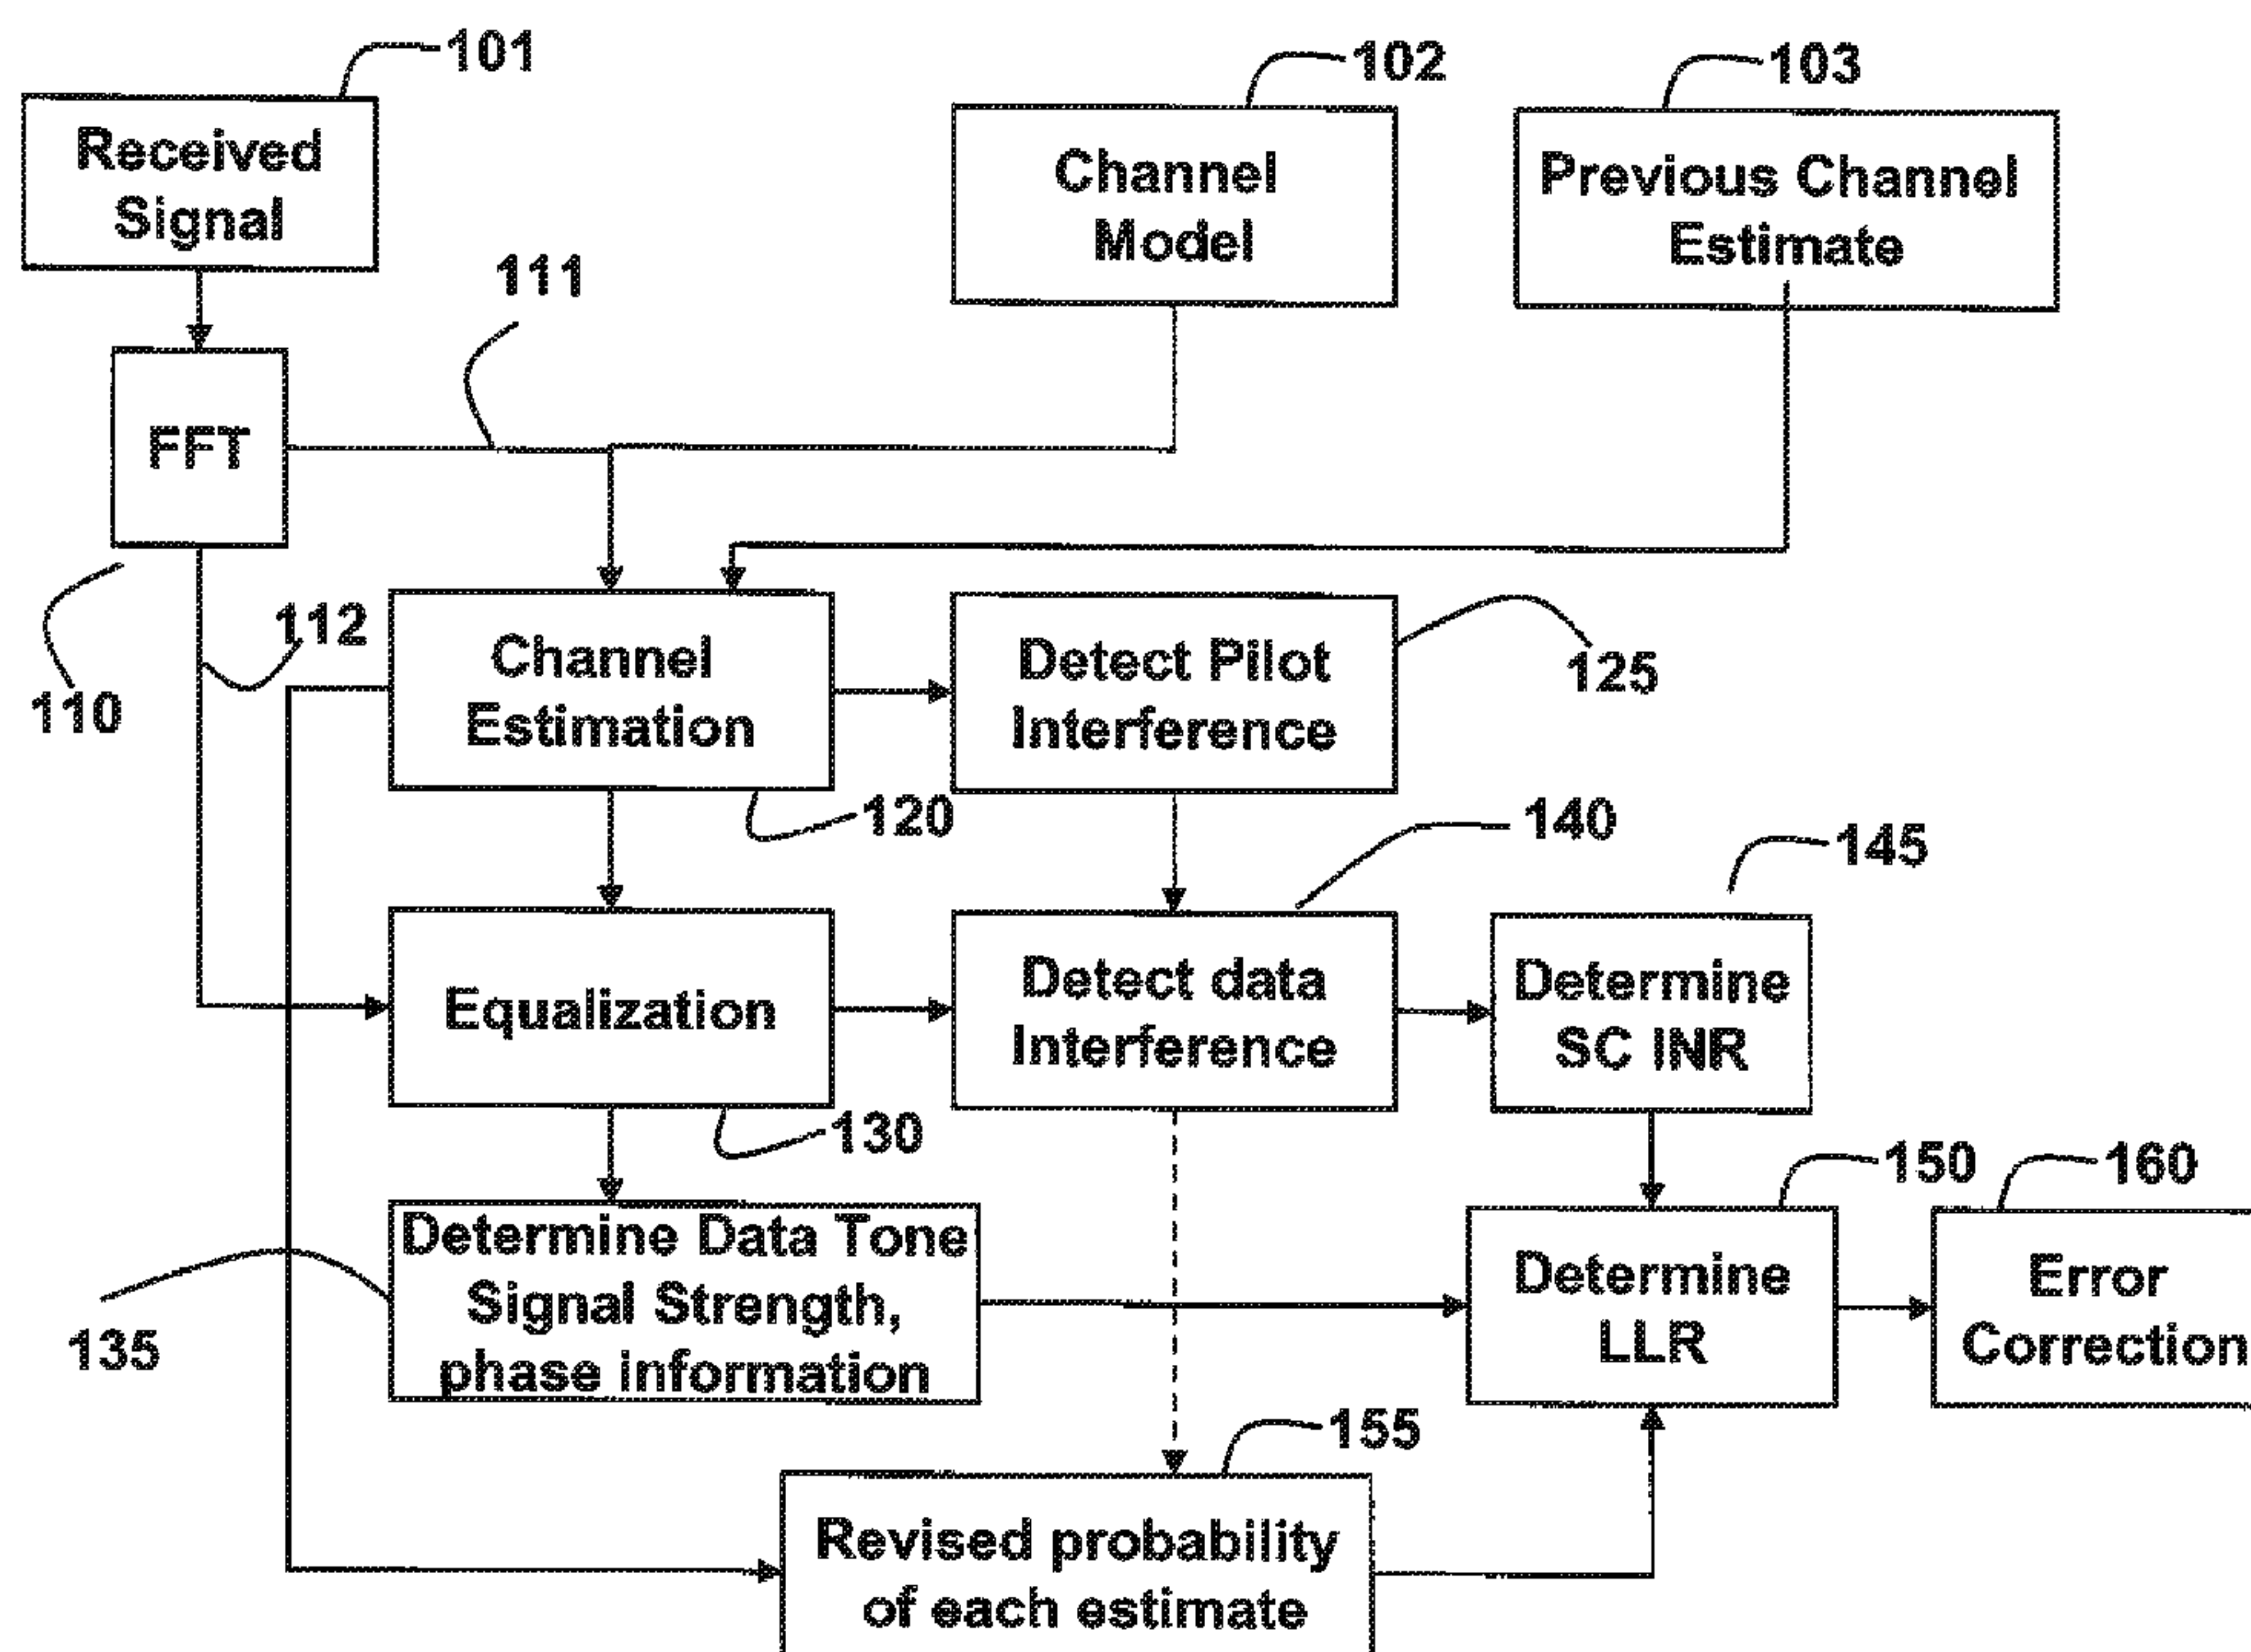 101
102
103
Received
Signal
Channel
Model
Previous Channel
Estimate
111
FFT
112
110
Channel
Estimation
Detect Pilot
Interference
125
120
140
145
Equalization
Detect data
Interference
Determine
SC INR
130
150
160
Determine Data Tone
Signal Strength,
phase information
Determine
LLR
Error
Correction
135
155
Revised probability
of each estimate